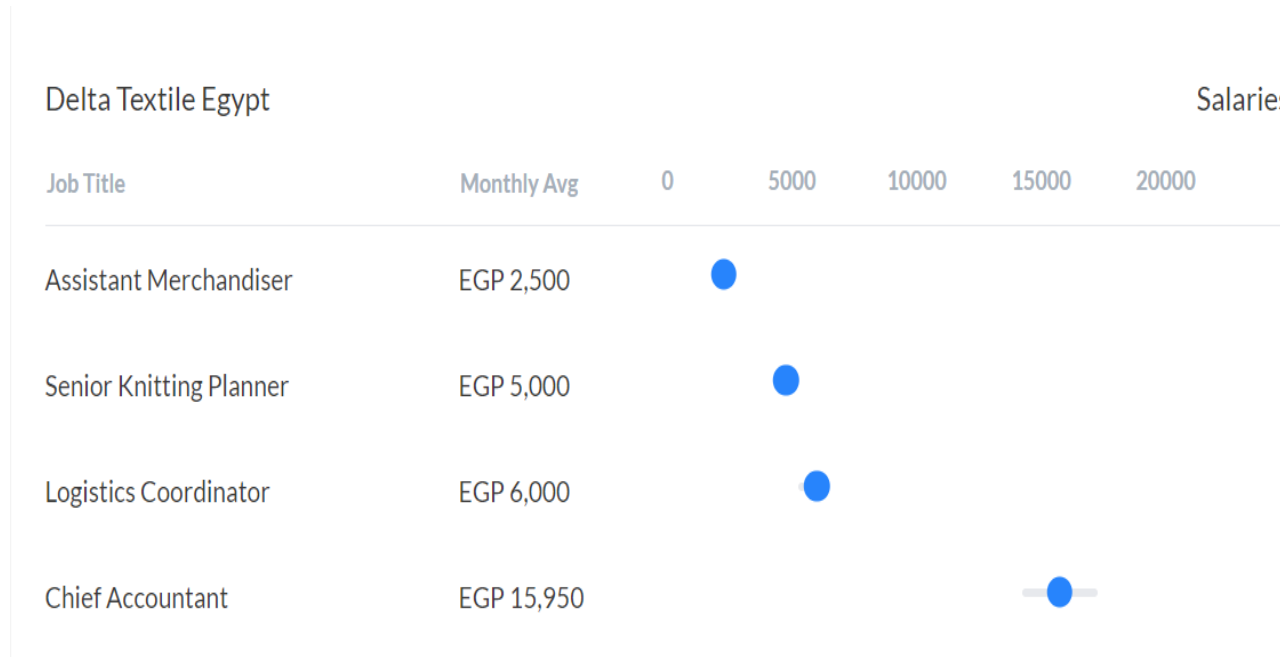 Delta Textile Egypt Salaries
Job Title Monthly Avg 0 5000 10000 15000 20000
Assistant Merchandiser EGP 2,500
Senior Knitting Planner EGP 5,000
Logistics Coordinator EGP 6,000
Chief Accountant EGP 15,950